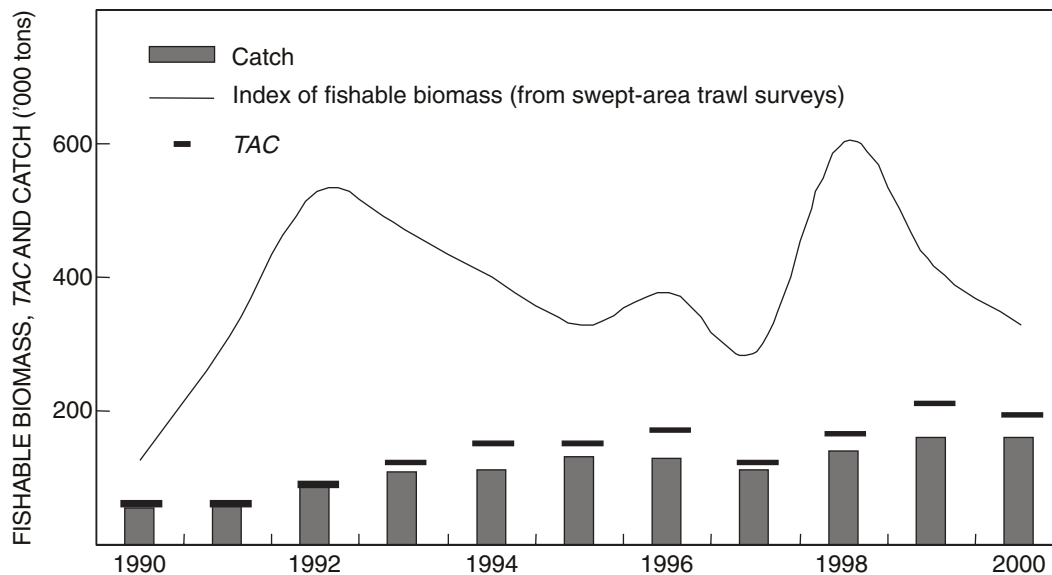 FISHABLE BIOMASS, TAC AND CATCH ('000 tons)
Catch
Index of fishable biomass (from swept-area trawl surveys)
TAC
600
400
200
1990 1992 1994 1996 1998 2000